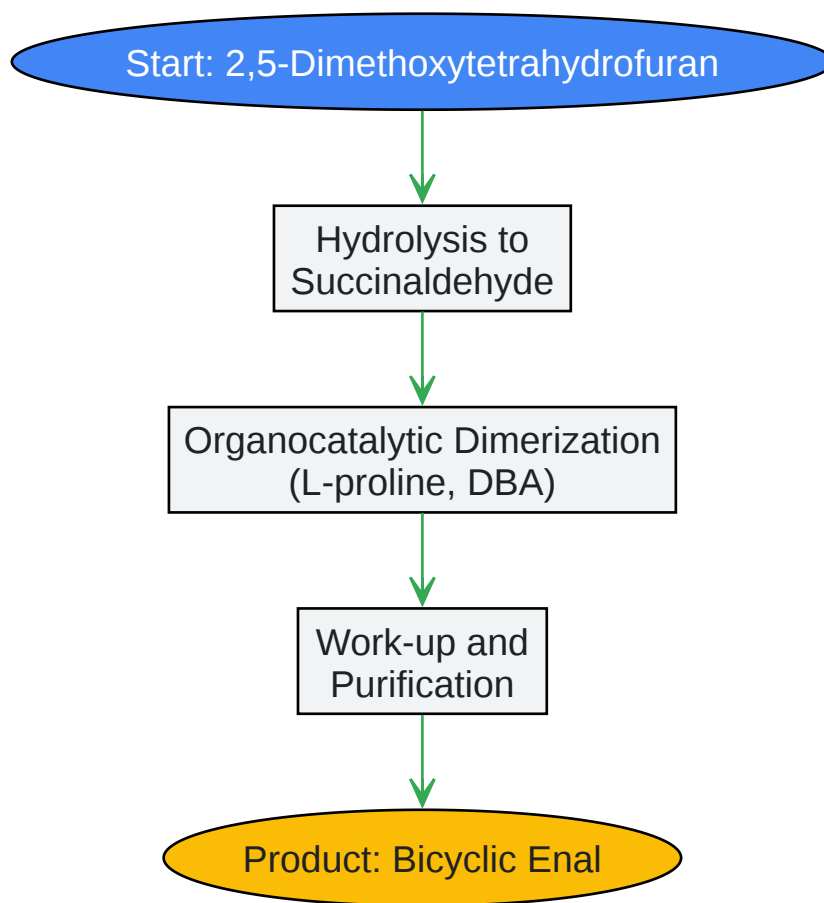 Start: 2,5-Dimethoxytetrahydrofuran
Hydrolysis to
Succinaldehyde
Organocatalytic Dimerization
(L-proline, DBA)
Work-up and
Purification
Product: Bicyclic Enal